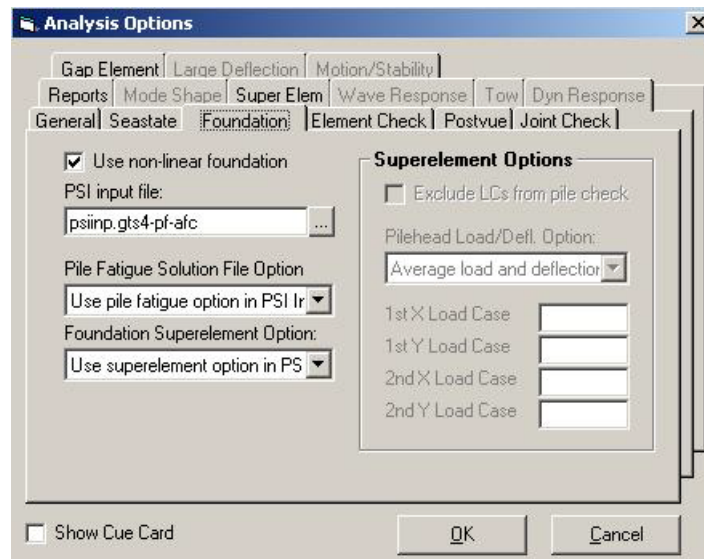 Analysis Options
Gap Element Large Deflection Motion/Stability
Reports Mode Shape Super Elem Wave Response Tow Dyn Response
General Seastate Foundation Element Check Postvue Joint Check
Use non-linear foundation
PSI input file:
psiinp.gts4-pf-afc
...
Pile Fatigue Solution File Option
Use pile fatigue option in PSI Ir
Foundation Superelement Option:
Use superelement option in PS
Superelement Options
Exclude LCs from pile check
Pilehead Load/Defl. Option:
Average load and deflection
1st X Load Case
1st Y Load Case
2nd X Load Case
2nd Y Load Case
Show Cue Card
OK
Cancel